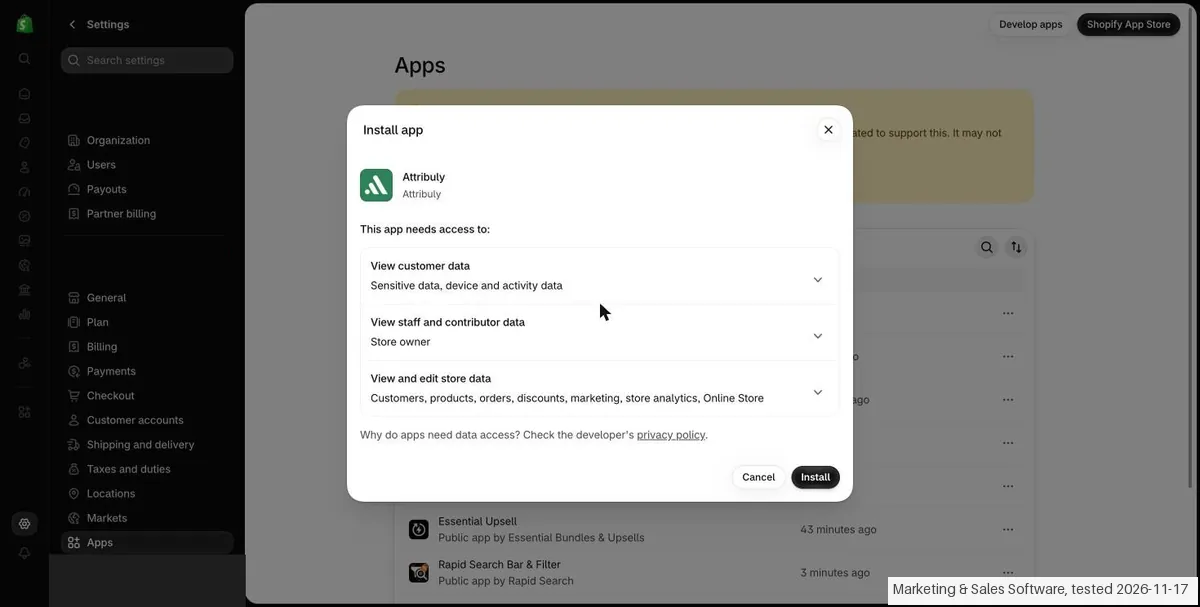 Settings
Search settings
Organization
Users
Payouts
Partner billing
General
Plan
Billing
Payments
Checkout
Customer accounts
Shipping and delivery
Taxes and duties
Locations
Markets
Apps
Develop apps
Shopify App Store
Apps
ated to support this. It may not
Install app
Attribuly
Attribuly
This app needs access to:
View customer data
Sensitive data, device and activity data
View staff and contributor data
Store owner
View and edit store data
Customers, products, orders, discounts, marketing, store analytics, Online Store
Why do apps need data access? Check the developer's privacy policy.
Cancel
Install
o
ago
Essential Upsell
Public app by Essential Bundles & Upsells
43 minutes ago
Rapid Search Bar & Filter
Public app by Rapid Search
3 minutes ago
Marketing & Sales Software, tested 2026-11-17